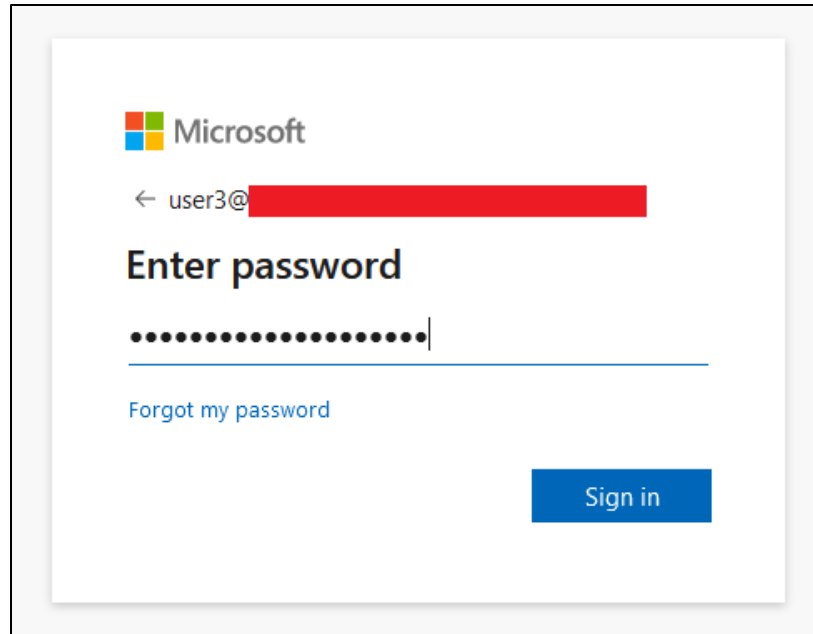 Microsoft
← user3@
Enter password
••••••••••••••••••••
Forgot my password
Sign in